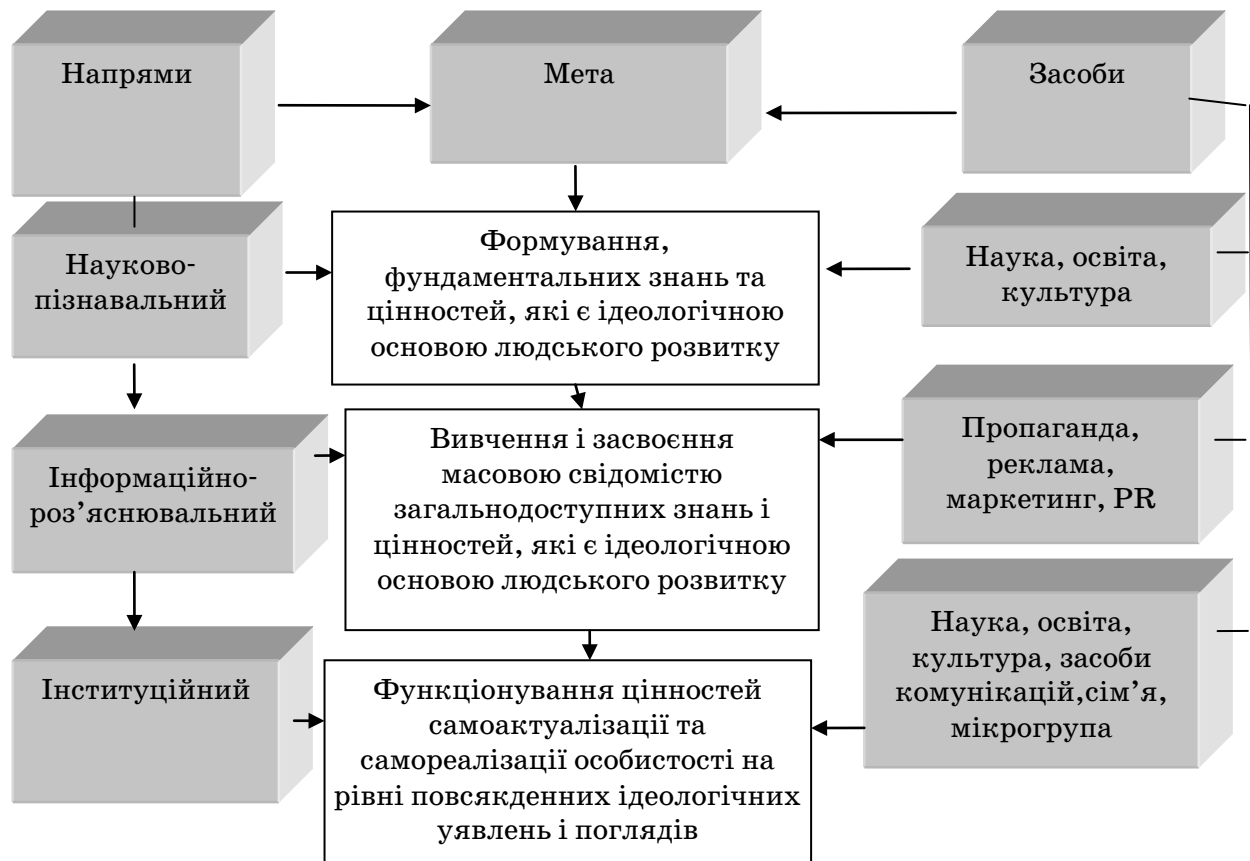 Напрями
Мета
Засоби
Науково-
пізнавальний
Формування,
фундаментальних знань та
цінностей, які є ідеологічною
основою людського розвитку
Наука, освіта,
культура
Інформаційно-
роз’яснювальний
Вивчення і засвоєння
масовою свідомістю
загальнодоступних знань і
цінностей, які є ідеологічною
основою людського розвитку
Пропаганда,
реклама,
маркетинг, PR
Інституційний
Функціонування цінностей
самоактуалізації та
самореалізації особистості на
рівні повсякденних ідеологічних
уявлень і поглядів
Наука, освіта,
культура, засоби
комунікацій,сім’я,
мікрогрупа